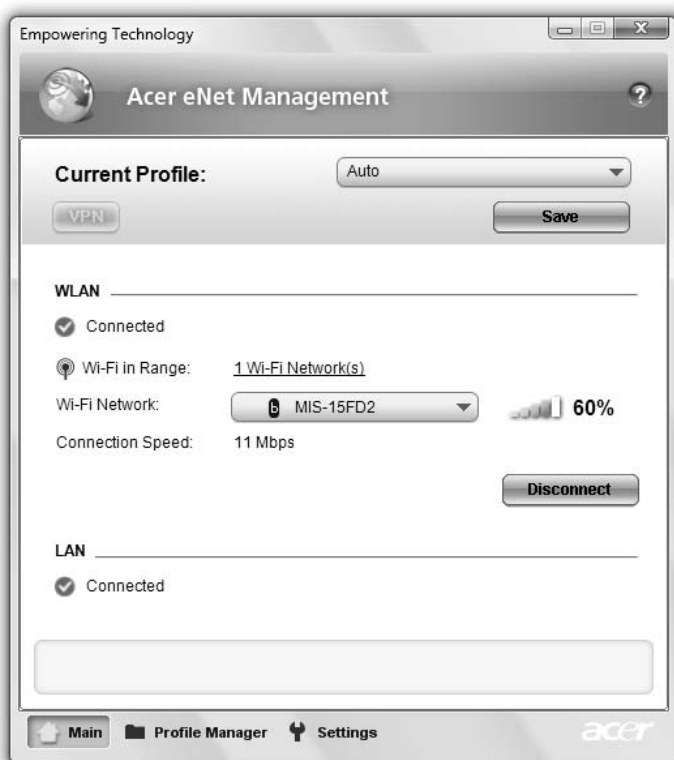 Empowering Technology
Acer eNet Management
?
Current Profile:
Auto
VPN
Save
WLAN
Connected
Wi-Fi in Range:
1 Wi-Fi Network(s)
Wi-Fi Network:
b MIS-15FD2
60%
Connection Speed:
11 Mbps
Disconnect
LAN
Connected
Main
Profile Manager
Settings
acer